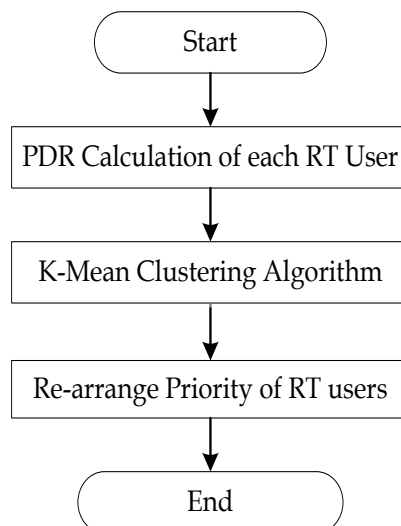 Start
PDR Calculation of each RT User
K-Mean Clustering Algorithm
Re-arrange Priority of RT users
End